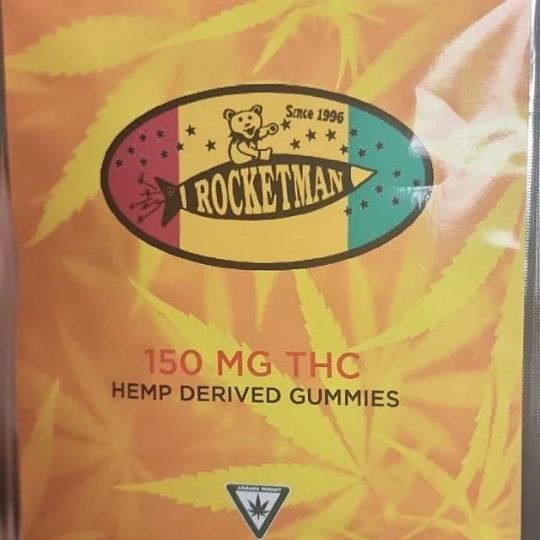 Since 1996
ROCKETMAN
150 MG THC
HEMP DERIVED GUMMIES